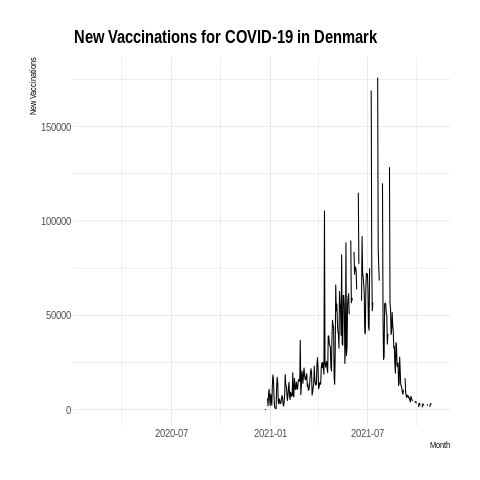 New Vaccinations for COVID-19 in Denmark
New Vaccinations
150000
100000
50000
0
2020-07
2021-01
2021-07
Month